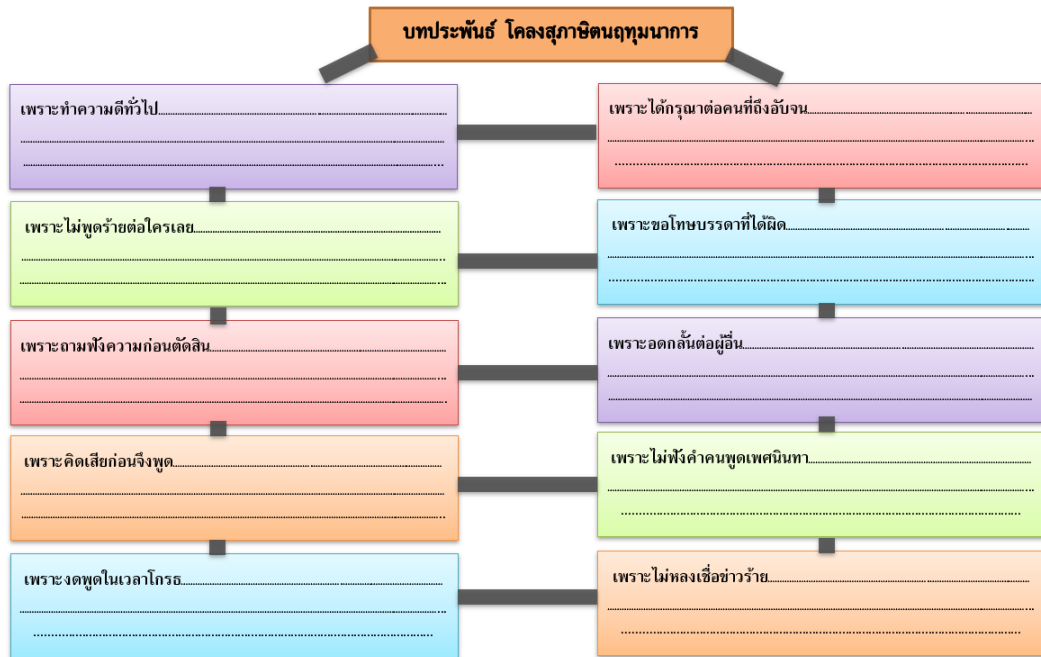 บทประพันธ์ โคลงสุภาษิตนฤทุมนาการ
เพราะทำความดีทั่วไป
เพราะได้กรุณาต่อคนที่ถึงอับจน
เพราะไม่พูดร้ายต่อใครเลย
เพราะขอโทษบรรดาที่ได้ผิด
เพราะถามฟังความก่อนตัดสิน
เพราะอดกลั้นต่อผู้อื่น
เพราะคิดเสียก่อนจึงพูด
เพราะไม่ฟังคำคนพูดเพศนินทา
เพราะงดพูดในเวลาโกรธ
เพราะไม่หลงเชื่อข่าวร้าย